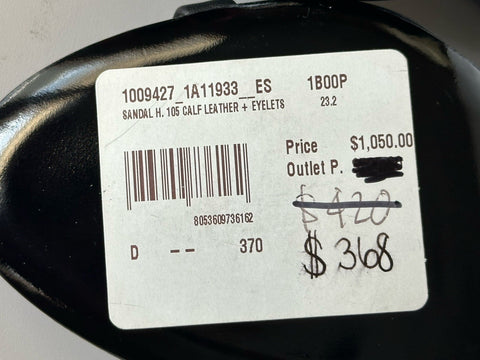 1009427_1A11933__ES 1B00P
SANDAL H. 105 CALF LEATHER + EYELETS 23.2
Price $1,050.00
Outlet P.
$420
8053609736162
D -- 370
$368